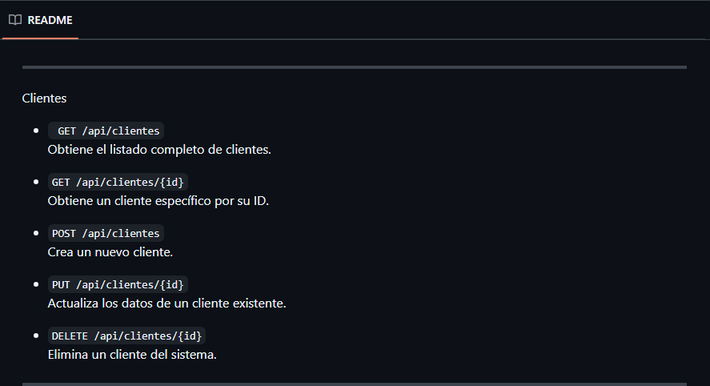 README
Clientes
GET /api/clientes
Obtiene el listado completo de clientes.
GET /api/clientes/{id}
Obtiene un cliente específico por su ID.
POST /api/clientes
Crea un nuevo cliente.
PUT /api/clientes/{id}
Actualiza los datos de un cliente existente.
DELETE /api/clientes/{id}
Elimina un cliente del sistema.